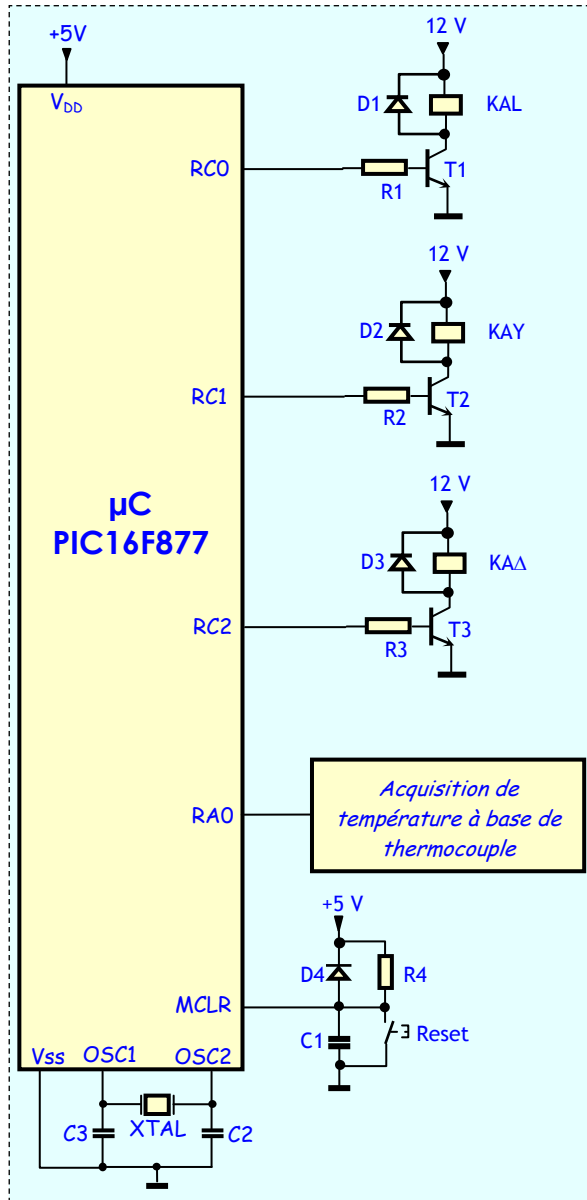 +5V
12 V
V_DD
D1
KAL
RC0
R1
T1
12 V
D2
KAY
RC1
R2
T2
µC
PIC16F877
12 V
D3
KAΔ
RC2
R3
T3
Acquisition de
température à base de
thermocouple
RA0
+5 V
D4
R4
MCLR
C1
Reset
Vss
OSC1
OSC2
C3
XTAL
C2